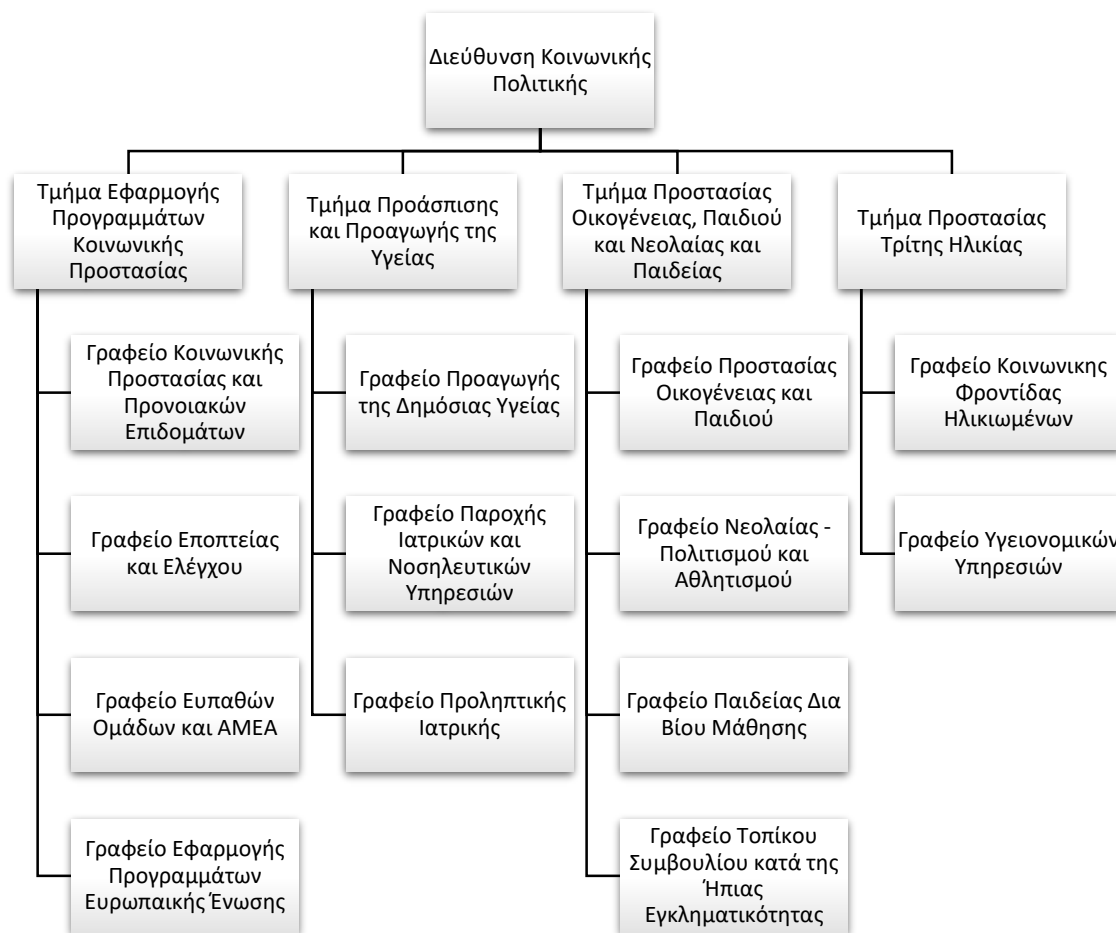 Διεύθυνση Κοινωνικής
Πολιτικής
Τμήμα Εφαρμογής
Προγραμμάτων
Κοινωνικής
Προστασίας
Γραφείο Κοινωνικής
Προστασίας και
Προνοιακών
Επιδομάτων
Γραφείο Εποπτείας
και Ελέγχου
Γραφείο Ευπαθών
Ομάδων και ΑΜΕΑ
Γραφείο Εφαρμογής
Προγραμμάτων
Ευρωπαικής Ένωσης
Τμήμα Προάσπισης
και Προαγωγής της
Υγείας
Γραφείο Προαγωγής
της Δημόσιας Υγείας
Γραφείο Παροχής
Ιατρικών και
Νοσηλευτικών
Υπηρεσιών
Γραφείο Προληπτικής
Ιατρικής
Τμήμα Προστασίας
Οικογένειας, Παιδιού
και Νεολαίας και
Παιδείας
Γραφείο Προστασίας
Οικογένειας και
Παιδιού
Γραφείο Νεολαίας -
Πολιτισμού και
Αθλητισμού
Γραφείο Παιδείας Δια
Βίου Μάθησης
Γραφείο Τοπίκου
Συμβουλίου κατά της
Ήπιας
Εγκληματικότητας
Τμήμα Προστασίας
Τρίτης Ηλικίας
Γραφείο Κοινωνικης
Φροντίδας
Ηλικιωμένων
Γραφείο Υγειονομικών
Υπηρεσιών